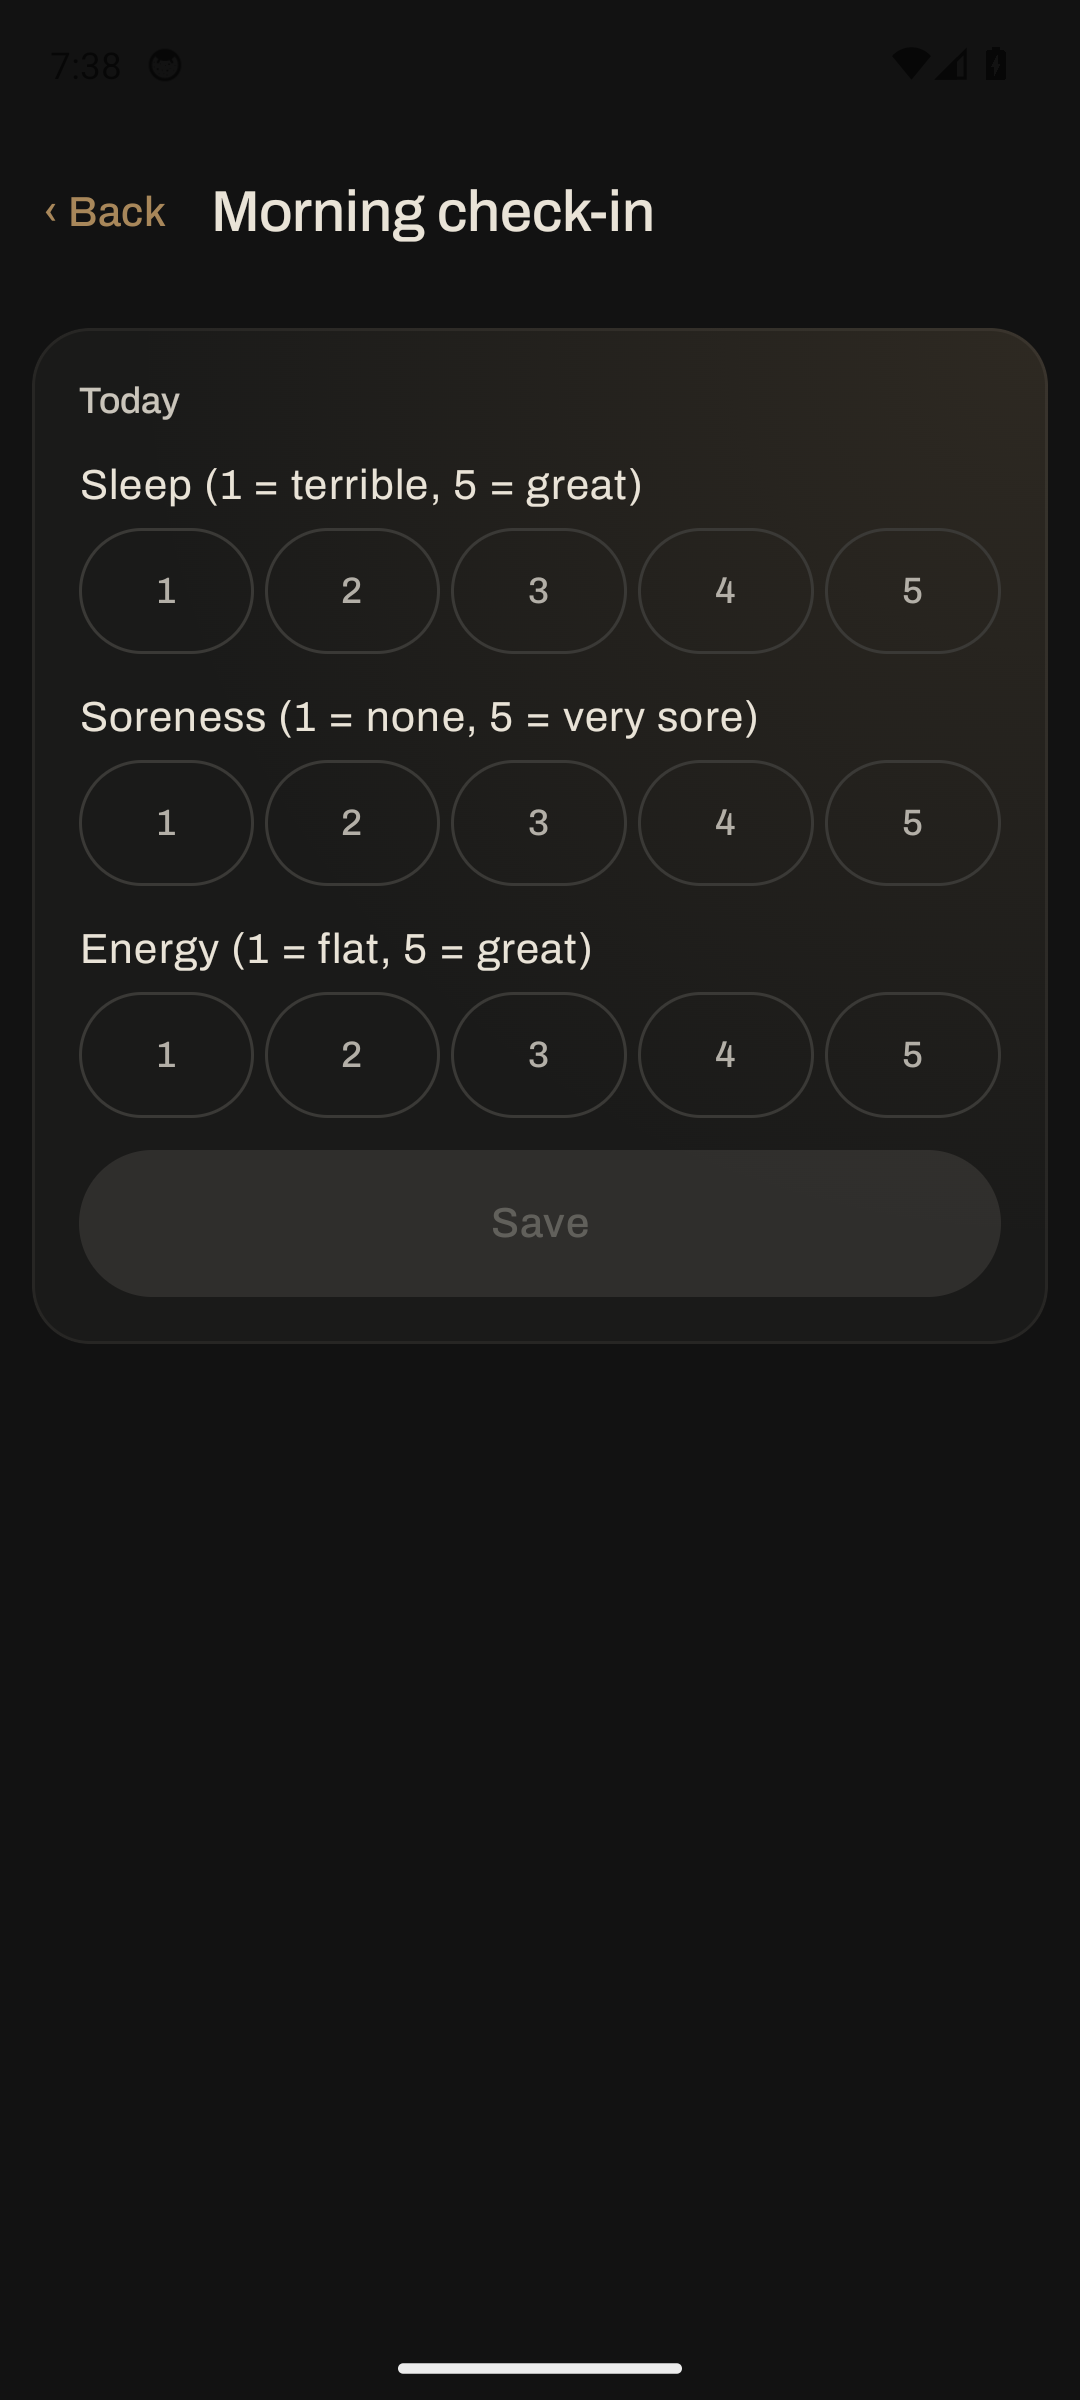 7:38
‹ Back Morning check-in
Today
Sleep (1 = terrible, 5 = great)
1 2 3 4 5
Soreness (1 = none, 5 = very sore)
1 2 3 4 5
Energy (1 = flat, 5 = great)
1 2 3 4 5
Save